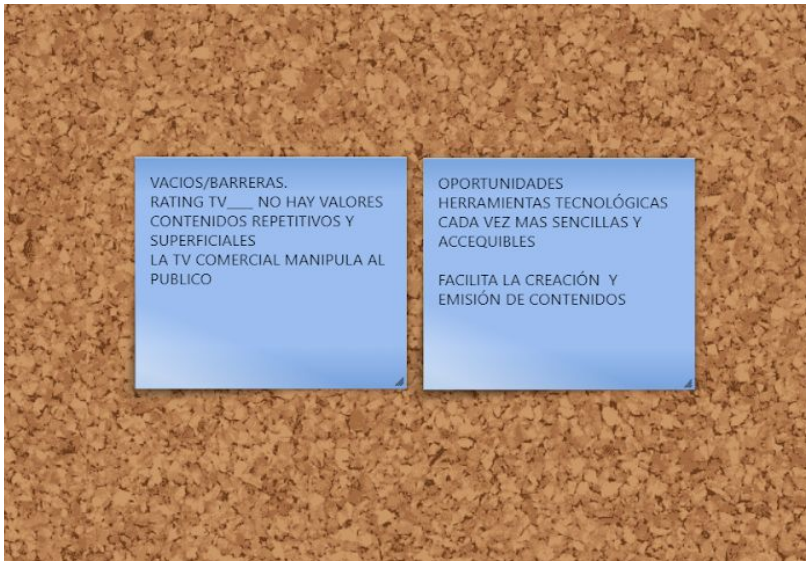 VACIOS/BARRERAS.
RATING TV___ NO HAY VALORES
CONTENIDOS REPETITIVOS Y
SUPERFICIALES
LA TV COMERCIAL MANIPULA AL
PUBLICO
OPORTUNIDADES
HERRAMIENTAS TECNOLÓGICAS
CADA VEZ MAS SENCILLAS Y
ACCEQUIBLES
FACILITA LA CREACIÓN Y
EMISIÓN DE CONTENIDOS